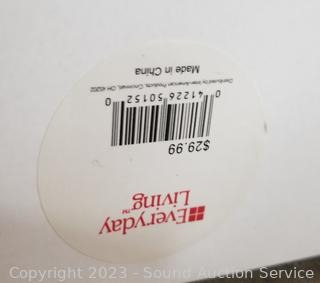 Everyday
Living™
$29.99
0 41226 50152 0
Distributed by Inter-American Products, Cincinnati, OH 45202
Made in China
Copyright 2023 - Sound Auction Service